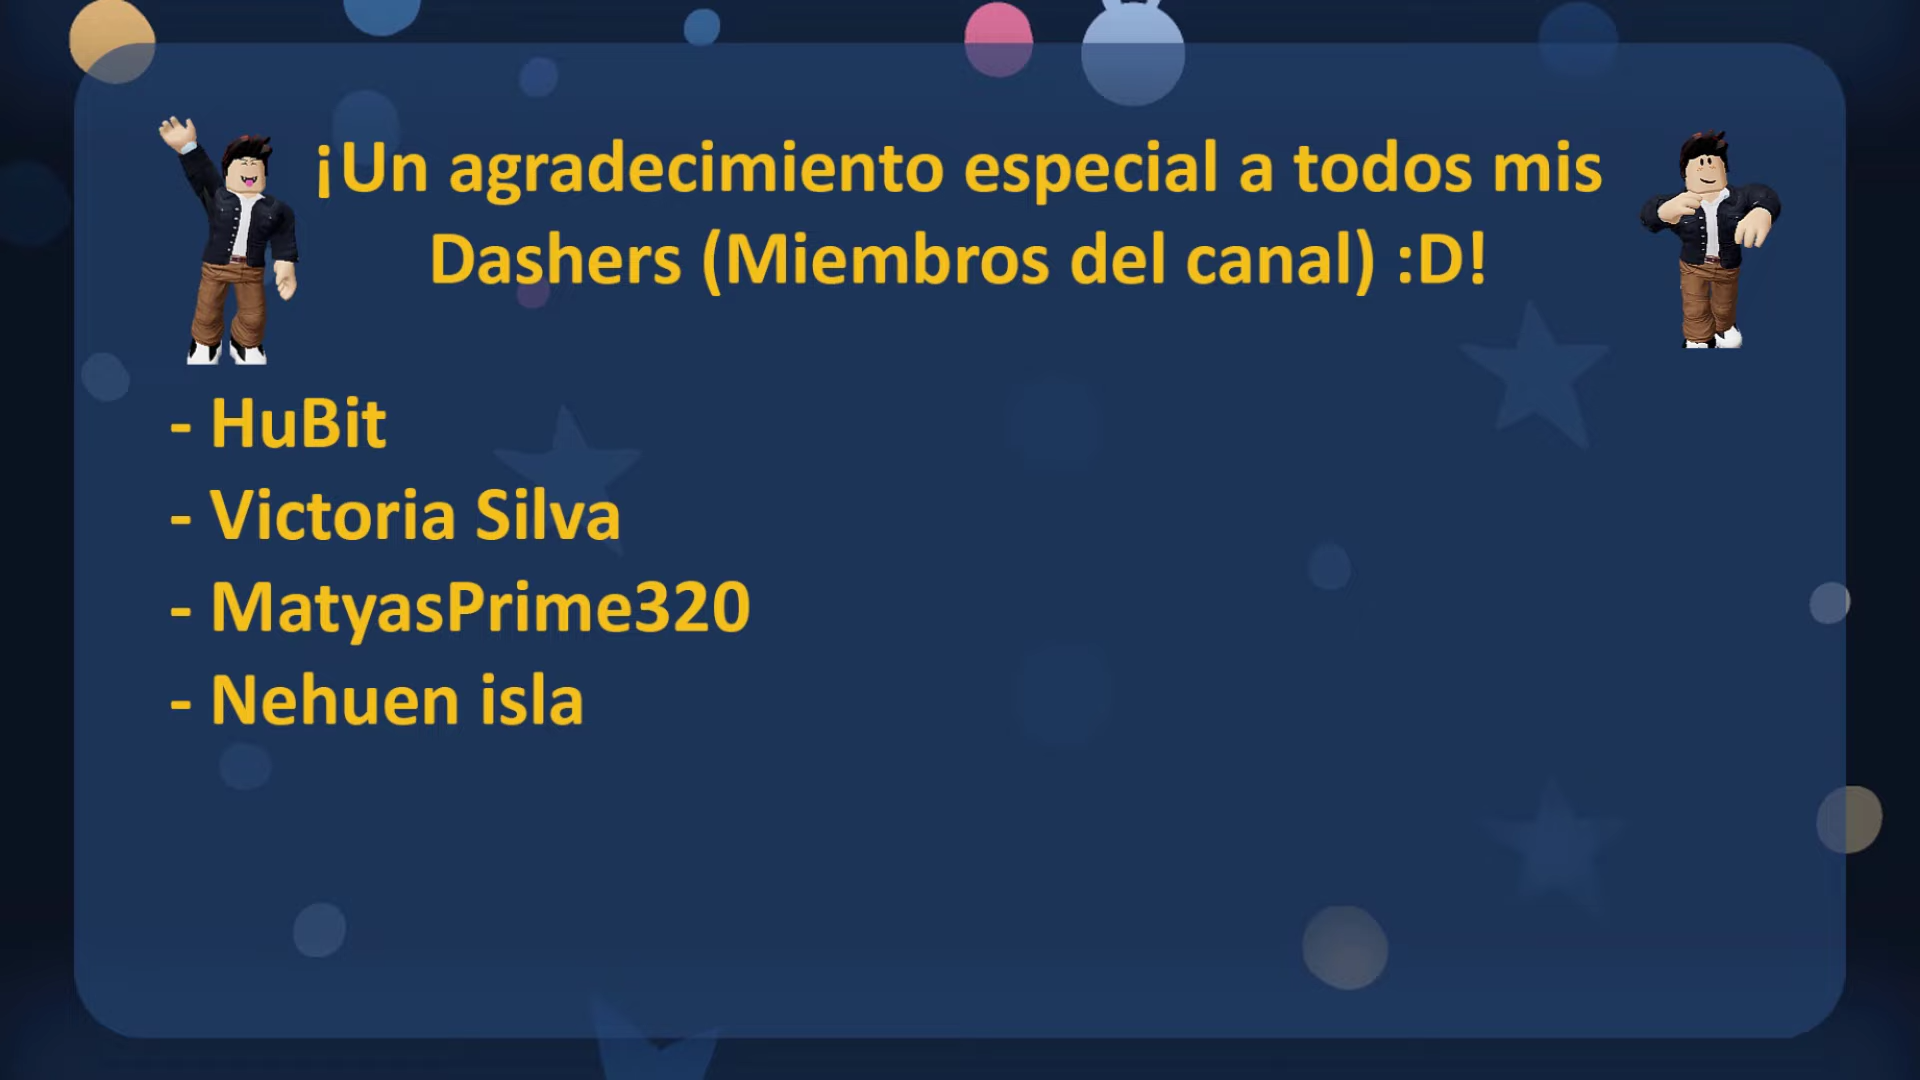 ¡Un agradecimiento especial a todos mis
Dashers (Miembros del canal) :D!
- HuBit
- Victoria Silva
- MatyasPrime320
- Nehuen isla